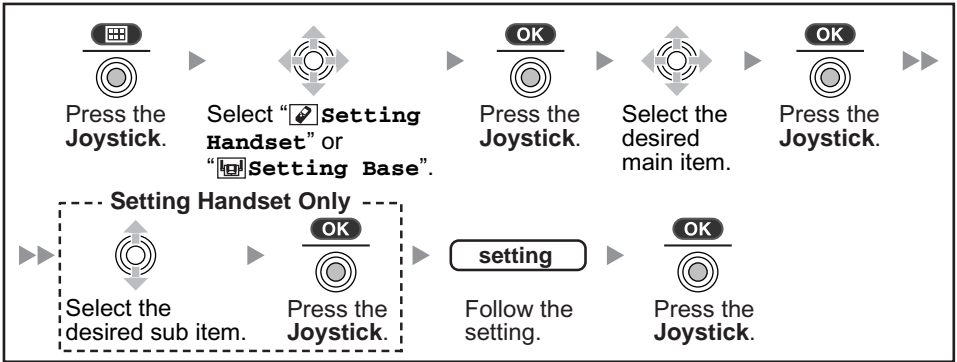 OK
OK
Press the
Joystick.
Select “Setting
Handset” or
“Setting Base”.
Press the
Joystick.
Select the
desired
main item.
Press the
Joystick.
Setting Handset Only
OK
setting
OK
Select the
desired sub item.
Press the
Joystick.
Follow the
setting.
Press the
Joystick.